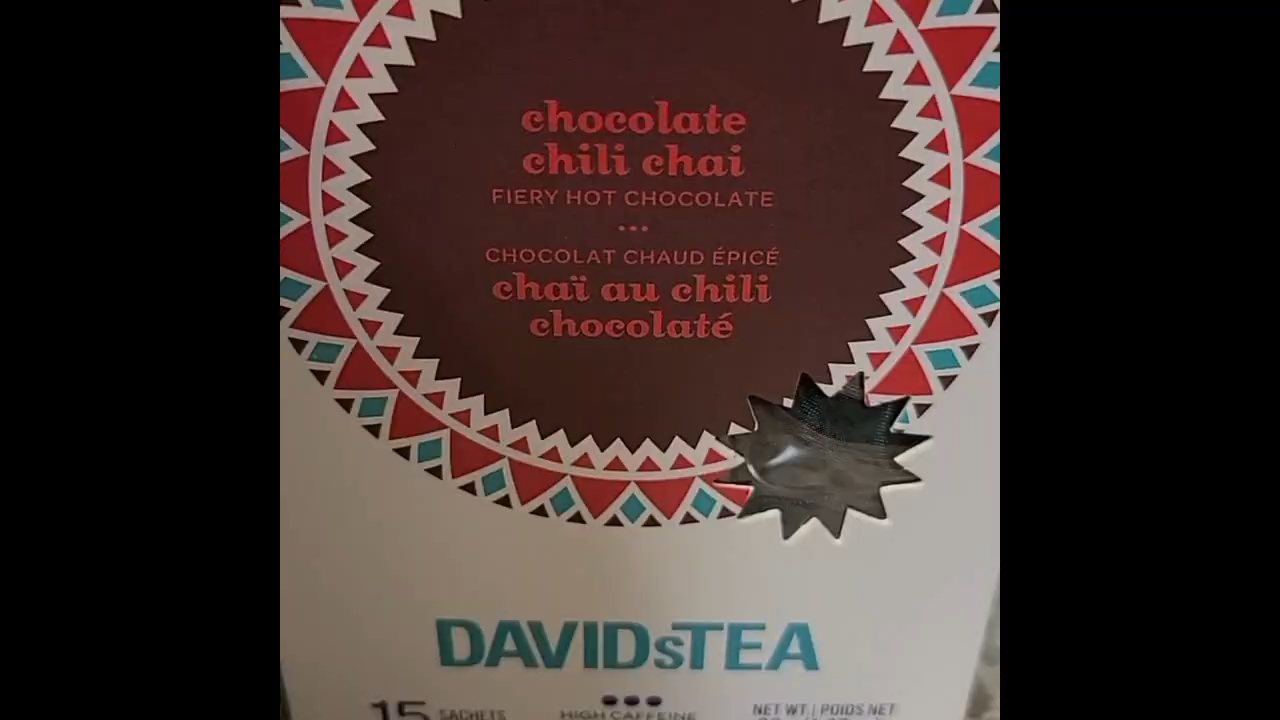 chocolate
chili chai
FIERY HOT CHOCOLATE
CHOCOLAT CHAUD ÉPICÉ
chaï au chili
chocolaté
DAVIDsTEA
15 SACHETS
HIGH CAFFEINE
NET WT. | POIDS NET